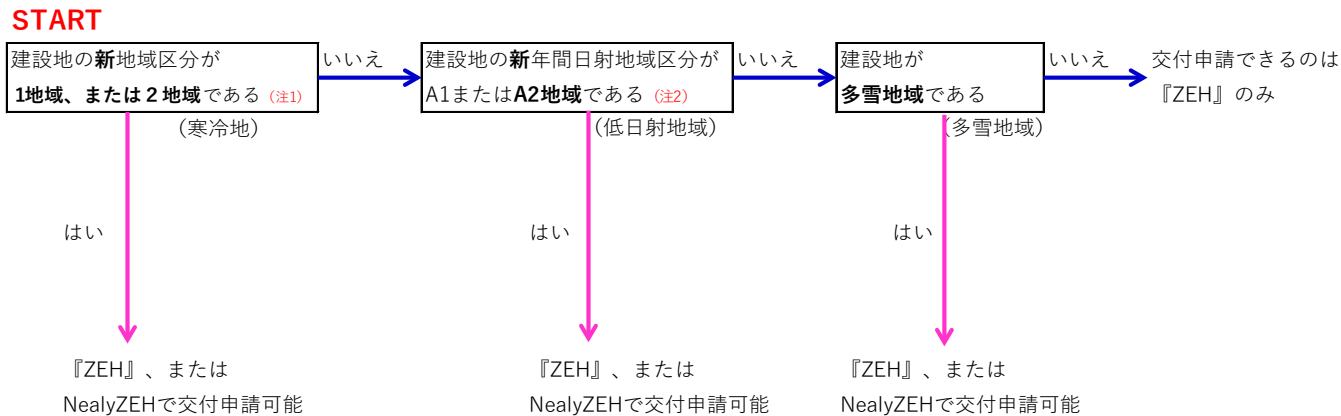 START
建設地の新地域区分が
1地域、または２地域である（注1）
（寒冷地）
いいえ
建設地の新年間日射地域区分が
A1またはA2地域である（注2）
（低日射地域）
いいえ
建設地が
多雪地域である
（多雪地域）
いいえ
交付申請できるのは
『ZEH』のみ
はい
はい
はい
『ZEH』、または
NealyZEHで交付申請可能
『ZEH』、または
NealyZEHで交付申請可能
『ZEH』、または
NealyZEHで交付申請可能